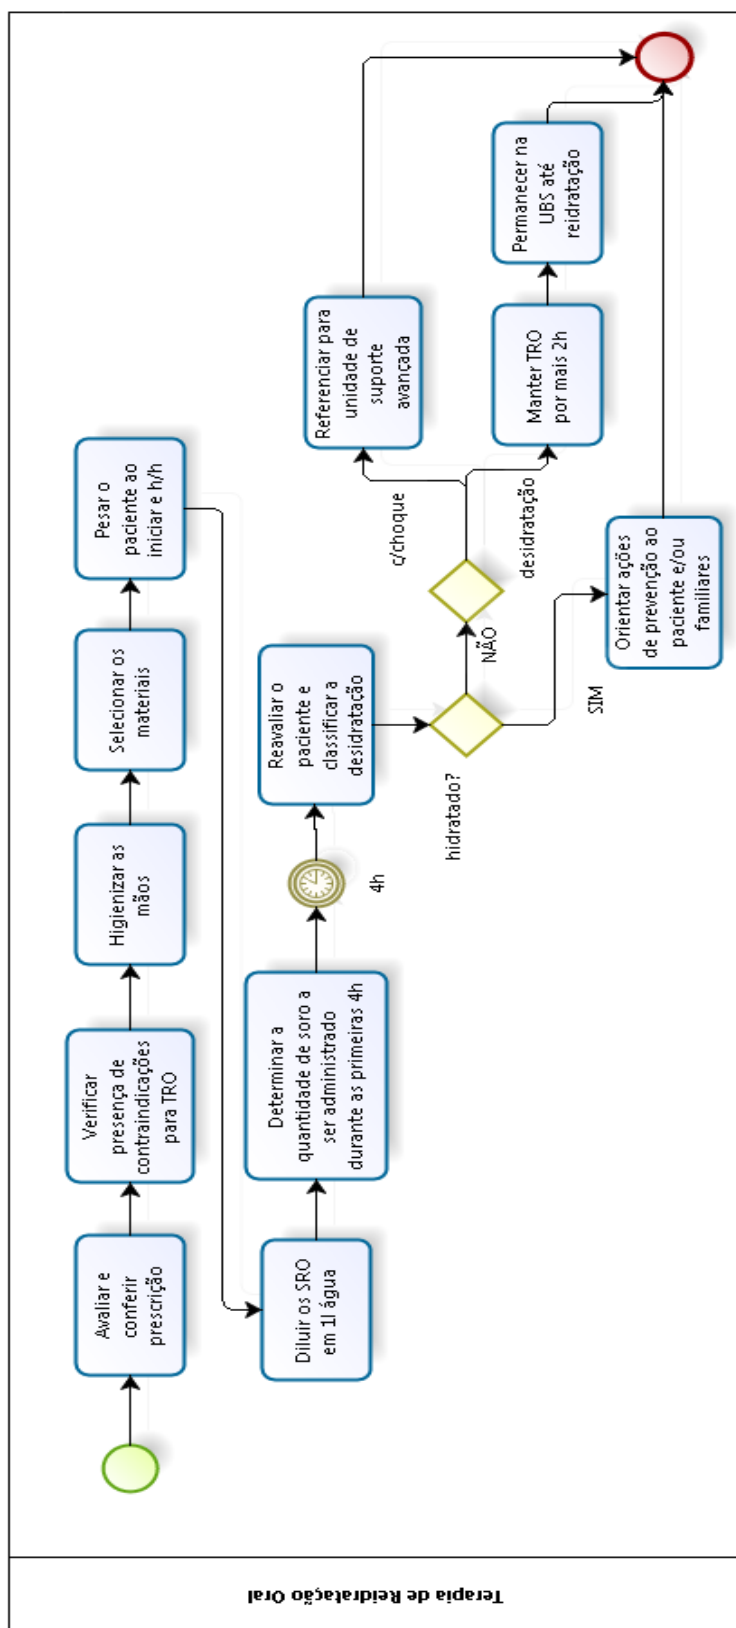 Terapia de Reidratação Oral
Avaliar e
conferir
prescrição
Verificar
presença de
contraindicações
para TRO
Higienizar as
mãos
Selecionar os
materiais
Pesar o
paciente ao
iniciar e h/h
Diluir os SRO
em 1l água
Determinar a
quantidade de soro a
ser administrado
durante as primeiras 4h
4h
Reavaliar o
paciente e
classificar a
desidratação
hidratado?
NÃO
SIM
c/choque
desidratação
Referenciar para
unidade de
suporte
avançada
Manter TRO
por mais 2h
Permanecer na
UBS até
reidratação
Orientar ações
de prevenção ao
paciente e/ou
familiares